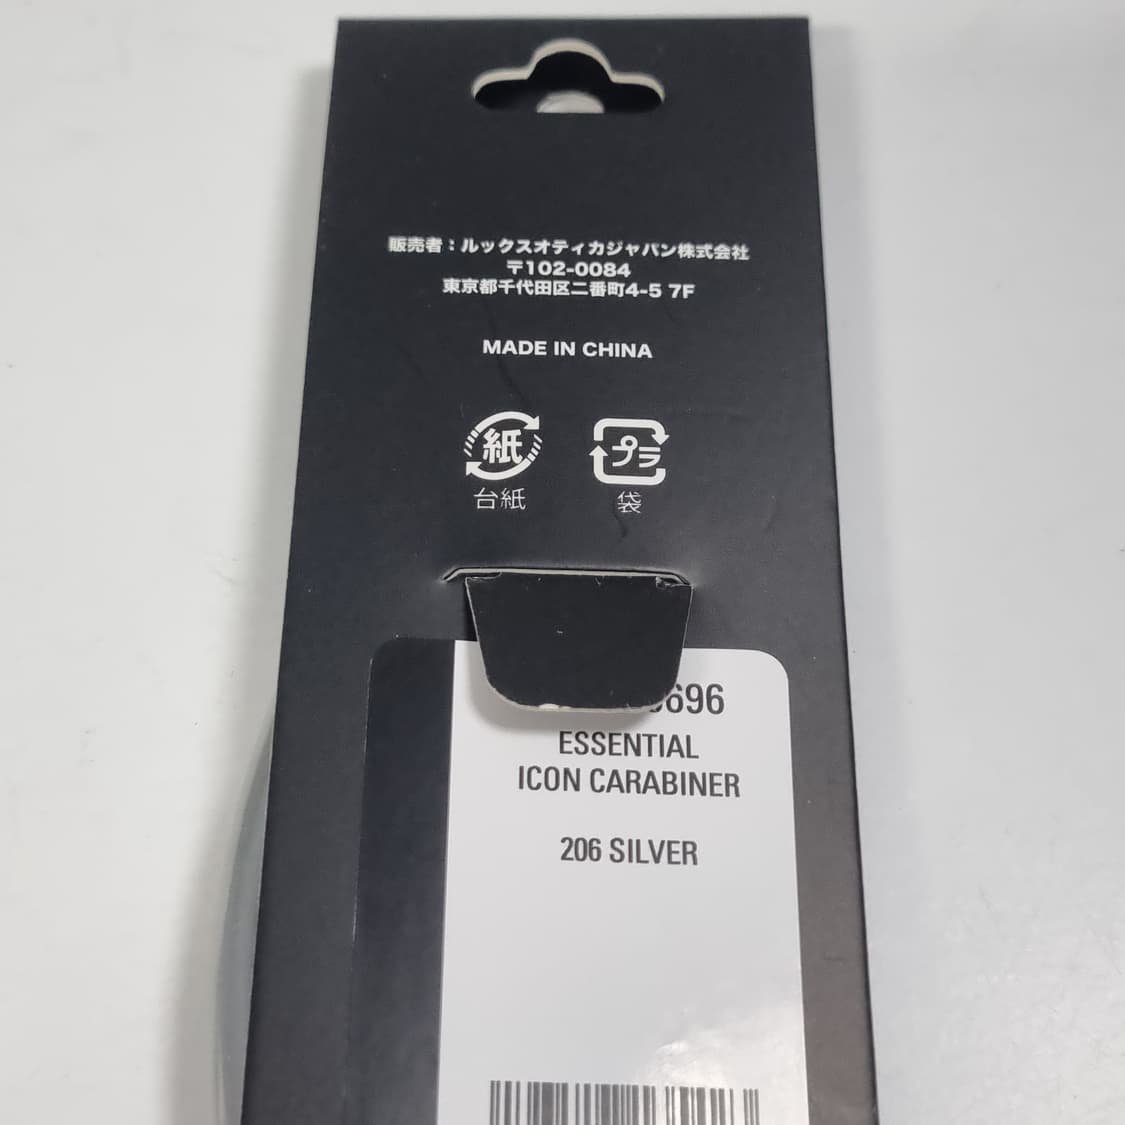 販売者：ルックスオティカジャパン株式会社
〒102-0084
東京都千代田区二番町4-5 7F
MADE IN CHINA
紙 プラ
台紙 袋
696
ESSENTIAL
ICON CARABINER
206 SILVER